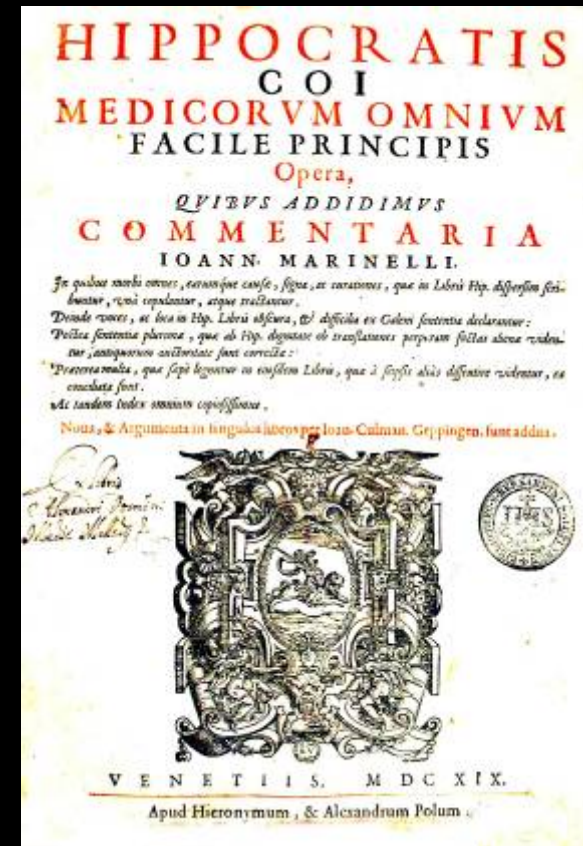 HIPPOCRATIS
COI
MEDICORVM OMNIVM
FACILE PRINCIPIS
Opera,
QVIBVS ADDIDIMVS
COMMENTARIA
IOANN. MARINELLI.
In quibus morbi omnes, earumque causæ, signa, ac curationes, quæ in Libris Hip. dispersim scri-
buntur, unà copulantur, atque tractantur.
Deinde voces, ac loca in Hip. Libris obscura, & difficilia ex Galeni sententia declarantur:
Postea sententiæ plurimæ, quæ ab Hip. dignitate ob translationes perperam factas alienæ viden-
tur, antiquorum auctoritate sunt correctæ:
Præterea multa, quæ sæpè leguntur in eiusdem Libris, quæ à seipsis aliàs dissentire videntur, ea
conciliata sunt.
Ac tandem Index omnium copiosissimus.
Nona, & Argumenta in singulos libros per Ioan. Culman. Geppingen. sunt addita.
VENETIIS, MDCXIX.
Apud Hieronymum, & Alexandrum Polum.